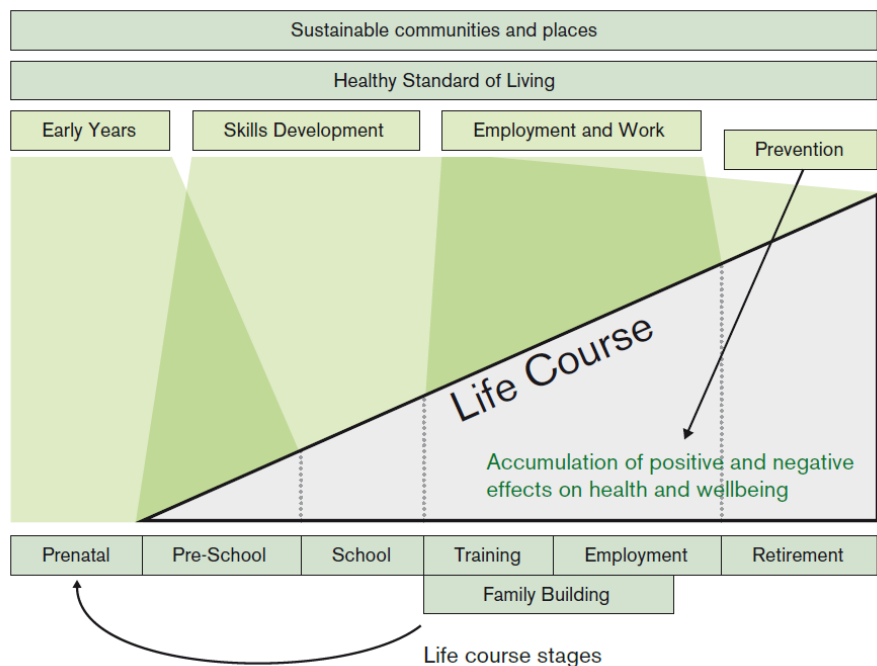 Sustainable communities and places
Healthy Standard of Living
Early Years
Skills Development
Employment and Work
Prevention
Life Course
Accumulation of positive and negative
effects on health and wellbeing
Prenatal
Pre-School
School
Training
Employment
Retirement
Family Building
Life course stages